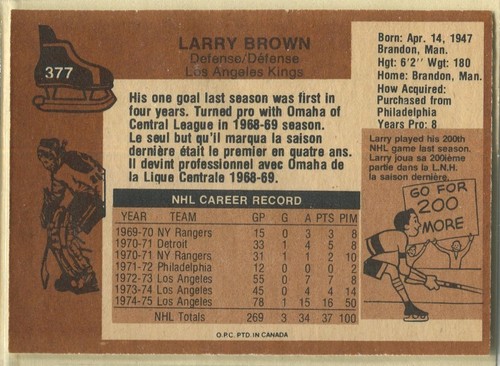 377
LARRY BROWN
Defense/Défense
Los Angeles Kings
Born: Apr. 14, 1947
Brandon, Man.
Hgt: 6'2" Wgt: 180
Home: Brandon, Man.
How Acquired:
Purchased from
Philadelphia
Years Pro: 8
His one goal last season was first in
four years. Turned pro with Omaha of
Central League in 1968-69 season.
Le seul but qu'il marqua la saison
dernière était le premier en quatre ans.
Il devint professionnel avec Omaha de
la Lique Centrale 1968-69.
Larry played his 200th
NHL game last season.
Larry joua sa 200ième
partie dans la L.N.H.
la saison dernière.
GO FOR
200
MORE
NHL CAREER RECORD
YEAR TEAM GP G A PTS PIM
1969-70 NY Rangers 15 0 3 3 8
1970-71 Detroit 33 1 4 5 8
1970-71 NY Rangers 31 1 1 2 10
1971-72 Philadelphia 12 0 0 0 2
1972-73 Los Angeles 55 0 7 7 8
1973-74 Los Angeles 45 0 4 4 14
1974-75 Los Angeles 78 1 15 16 50
NHL Totals 269 3 34 37 100
O.P.C. PTD. IN CANADA